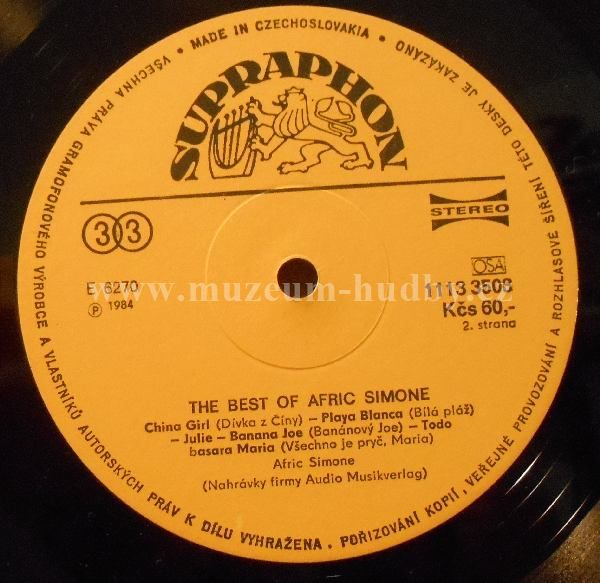 VŠECHNA PRÁVA GRAMOFONOVÉHO VÝROBCE A VLASTNÍKŮ AUTORSKÝCH PRÁV K DÍLU VYHRAŽENA. POŘIZOVÁNÍ KOPIÍ, VEŘEJNÉ PROVOZOVÁNÍ A ROZHLASOVÉ ŠÍŘENÍ TÉTO DESKY JE ZAKÁZÁNO • MADE IN CZECHOSLOVAKIA •
SUPRAPHON
33
STEREO
E 6270
Ⓟ 1984
OSA
1113 3508
Kčs 60,-
2. strana
www.muzeum-hudby.cz
THE BEST OF AFRIC SIMONE
China Girl (Dívka z Číny) – Playa Blanca (Bílá pláž)
– Julie – Banana Joe (Banánový Joe) – Todo
basara Maria (Všechno je pryč, Maria)
Afric Simone
(Nahrávky firmy Audio Musikverlag)